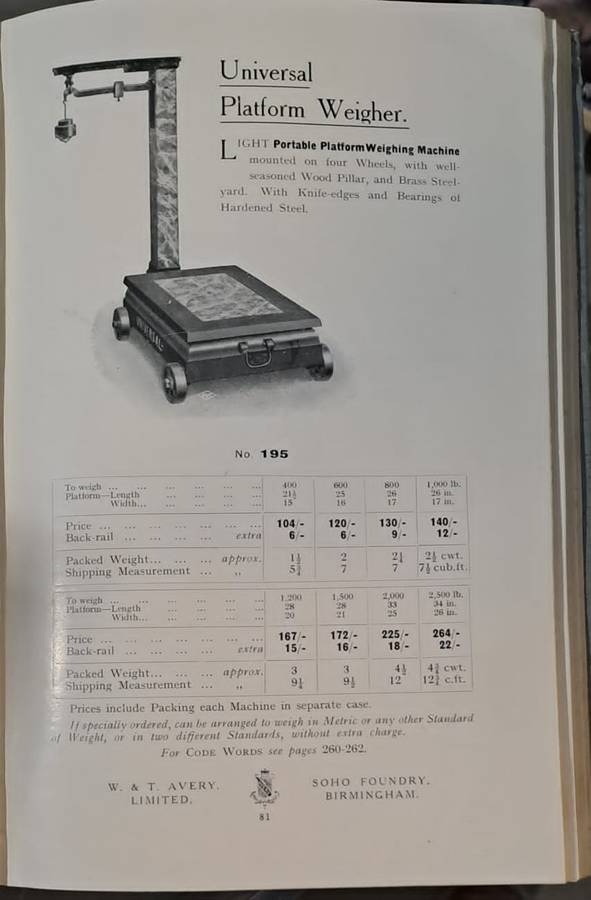 Universal
Platform Weigher.
LIGHT Portable Platform Weighing Machine
mounted on four Wheels, with well-
seasoned Wood Pillar, and Brass Steel-
yard. With Knife-edges and Bearings of
Hardened Steel.
UNIVERSAL
No. 195
To weigh ... ... ... ... ... ... 400 600 800 1,000 lb.
Platform—Length ... ... ... ... 21½ 25 26 26 in.
Width... ... ... ... ... 15 16 17 17 in.
Price ... ... ... ... ... ... ... 104/- 120/- 130/- 140/-
Back-rail ... ... ... ... extra 6/- 6/- 9/- 12/-
Packed Weight... ... ... approx. 1½ 2 2¼ 2½ cwt.
Shipping Measurement ... ,, 5¾ 7 7 7½ cub.ft.
To weigh ... ... ... ... ... ... 1,200 1,500 2,000 2,500 lb.
Platform—Length ... ... ... ... 28 28 33 34 in.
Width... ... ... ... ... 20 21 25 26 in.
Price ... ... ... ... ... ... ... 167/- 172/- 225/- 264/-
Back-rail ... ... ... ... extra 15/- 16/- 18/- 22/-
Packed Weight... ... ... approx. 3 3 4½ 4¾ cwt.
Shipping Measurement ... ,, 9¼ 9½ 12 12¾ c.ft.
Prices include Packing each Machine in separate case.
If specially ordered, can be arranged to weigh in Metric or any other Standard
of Weight, or in two different Standards, without extra charge.
For CODE WORDS see pages 260-262.
W. & T. AVERY, SOHO FOUNDRY,
LIMITED. BIRMINGHAM.
81